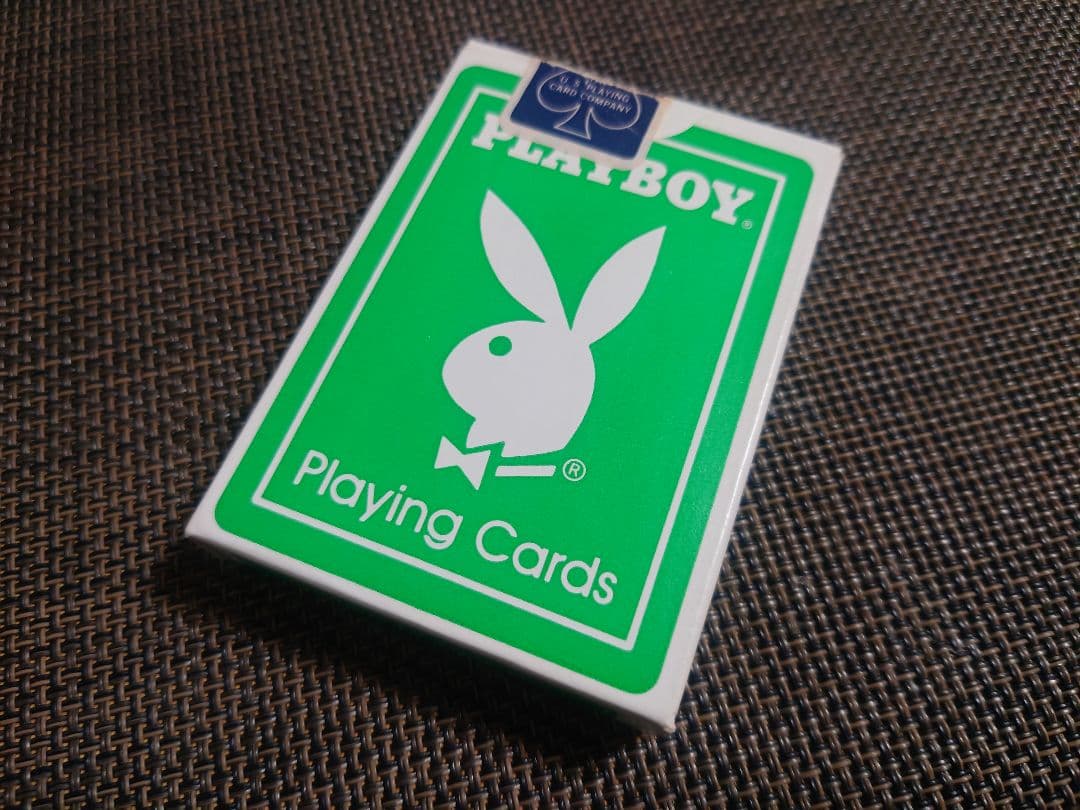 U.S. PLAYING
CARD COMPANY
PLAYBOY®
®
Playing Cards